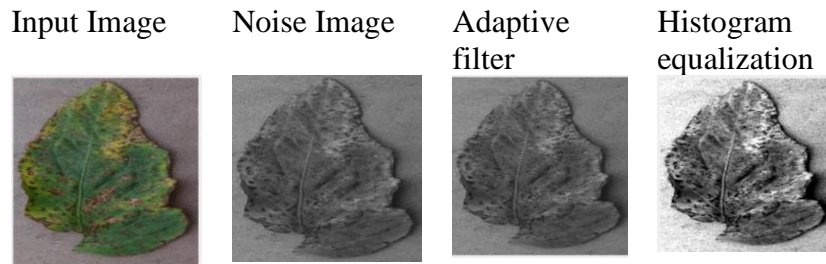 Input Image
Noise Image
Adaptive
filter
Histogram
equalization